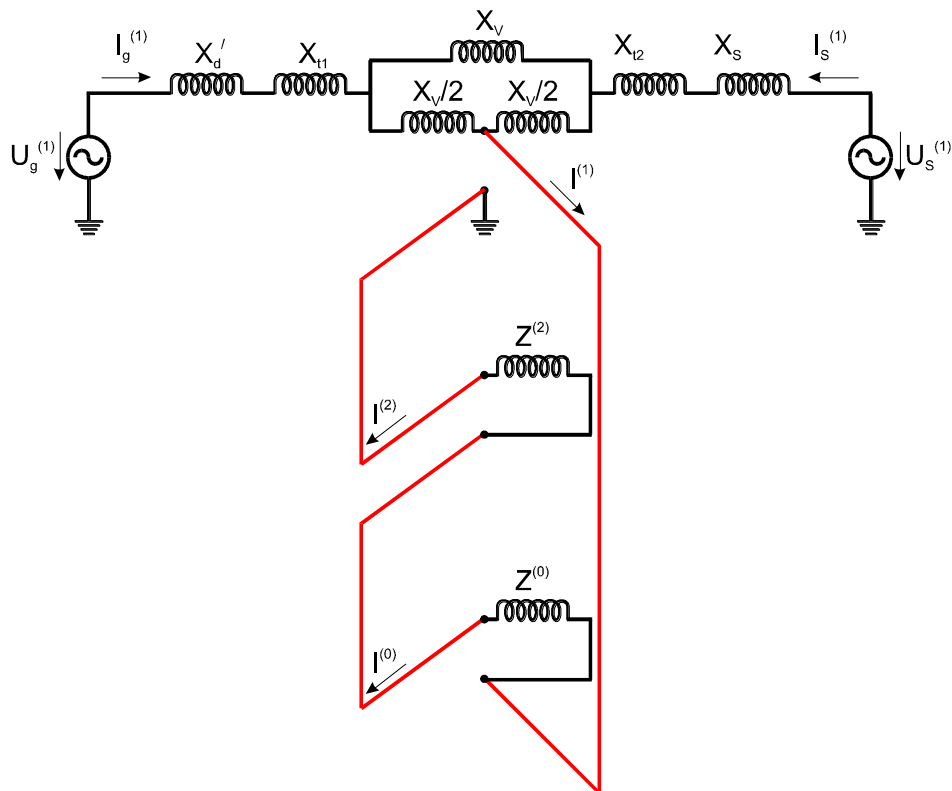 X_V
I_g^(1) X_d^/ X_t1 X_t2 X_S I_S^(1)
X_V/2 X_V/2
U_g^(1) U_S^(1)
I^(1)
Z^(2)
I^(2)
Z^(0)
I^(0)